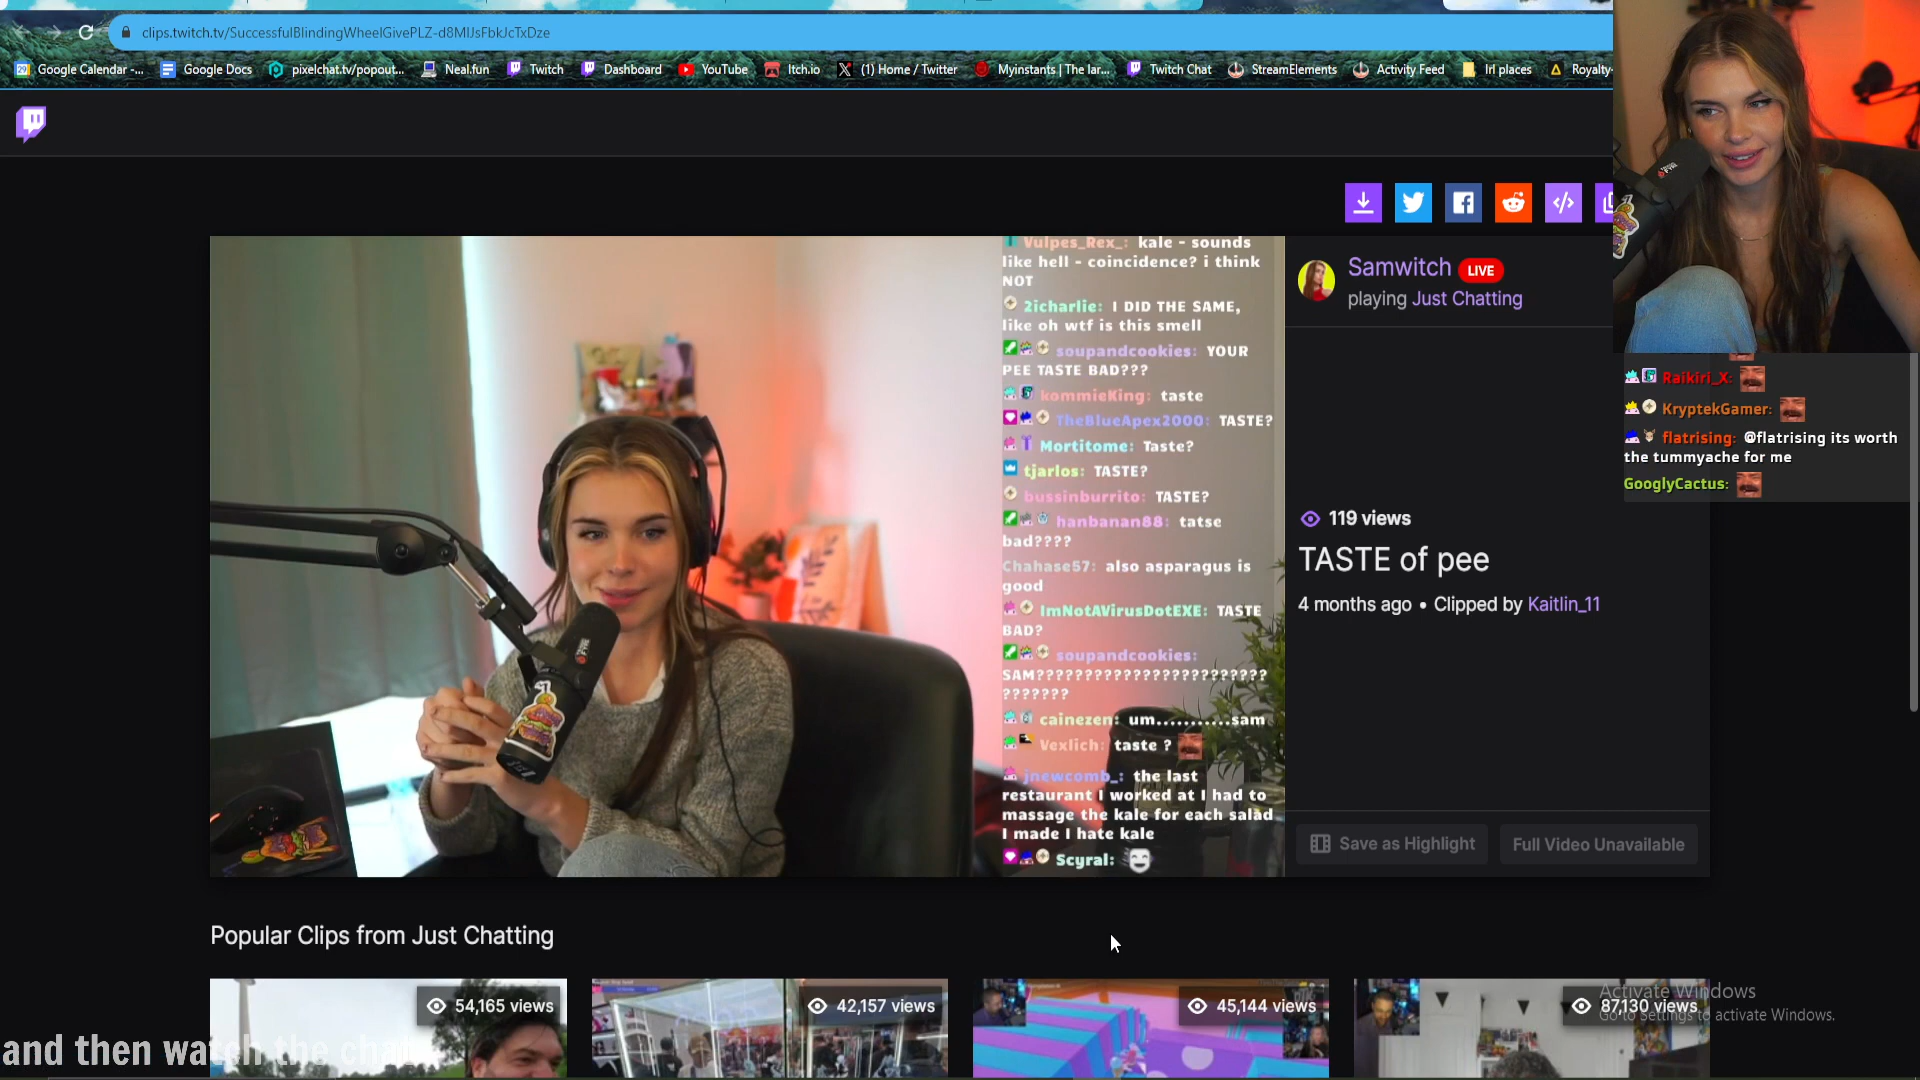 clips.twitch.tv/SuccessfulBlindingWheelGivePLZ-d8MlJsFbkJcTxDze
Google Calendar -...
Google Docs
pixelchat.tv/popout...
Neal.fun
Twitch
Dashboard
YouTube
Itch.io
(1) Home / Twitter
Myinstants | The lar...
Twitch Chat
StreamElements
Activity Feed
Irl places
Royalty-
Vulpes_Rex_: kale - sounds
like hell - coincidence? i think
NOT
2icharlie: I DID THE SAME,
like oh wtf is this smell
soupandcookies: YOUR
PEE TASTE BAD???
kommieKing: taste
TheBlueApex2000: TASTE?
Mortitome: Taste?
tjarlos: TASTE?
bussinburrito: TASTE?
hanbanan88: tatse
bad????
Chahase57: also asparagus is
good
ImNotAVirusDotEXE: TASTE
BAD?
soupandcookies:
SAM????????????????????????
???????
cainezen: um...........sam
Vexlich: taste ?
jnewcomb_: the last
restaurant I worked at I had to
massage the kale for each salad
I made I hate kale
Scyral:
Samwitch LIVE
playing Just Chatting
119 views
TASTE of pee
4 months ago • Clipped by Kaitlin_11
Save as Highlight
Full Video Unavailable
Raikiri_X:
KryptekGamer:
flatrising: @flatrising its worth
the tummyache for me
GooglyCactus:
Popular Clips from Just Chatting
54,165 views
42,157 views
45,144 views
87,130 views
Activate Windows
Go to Settings to activate Windows.
and then watch the chat